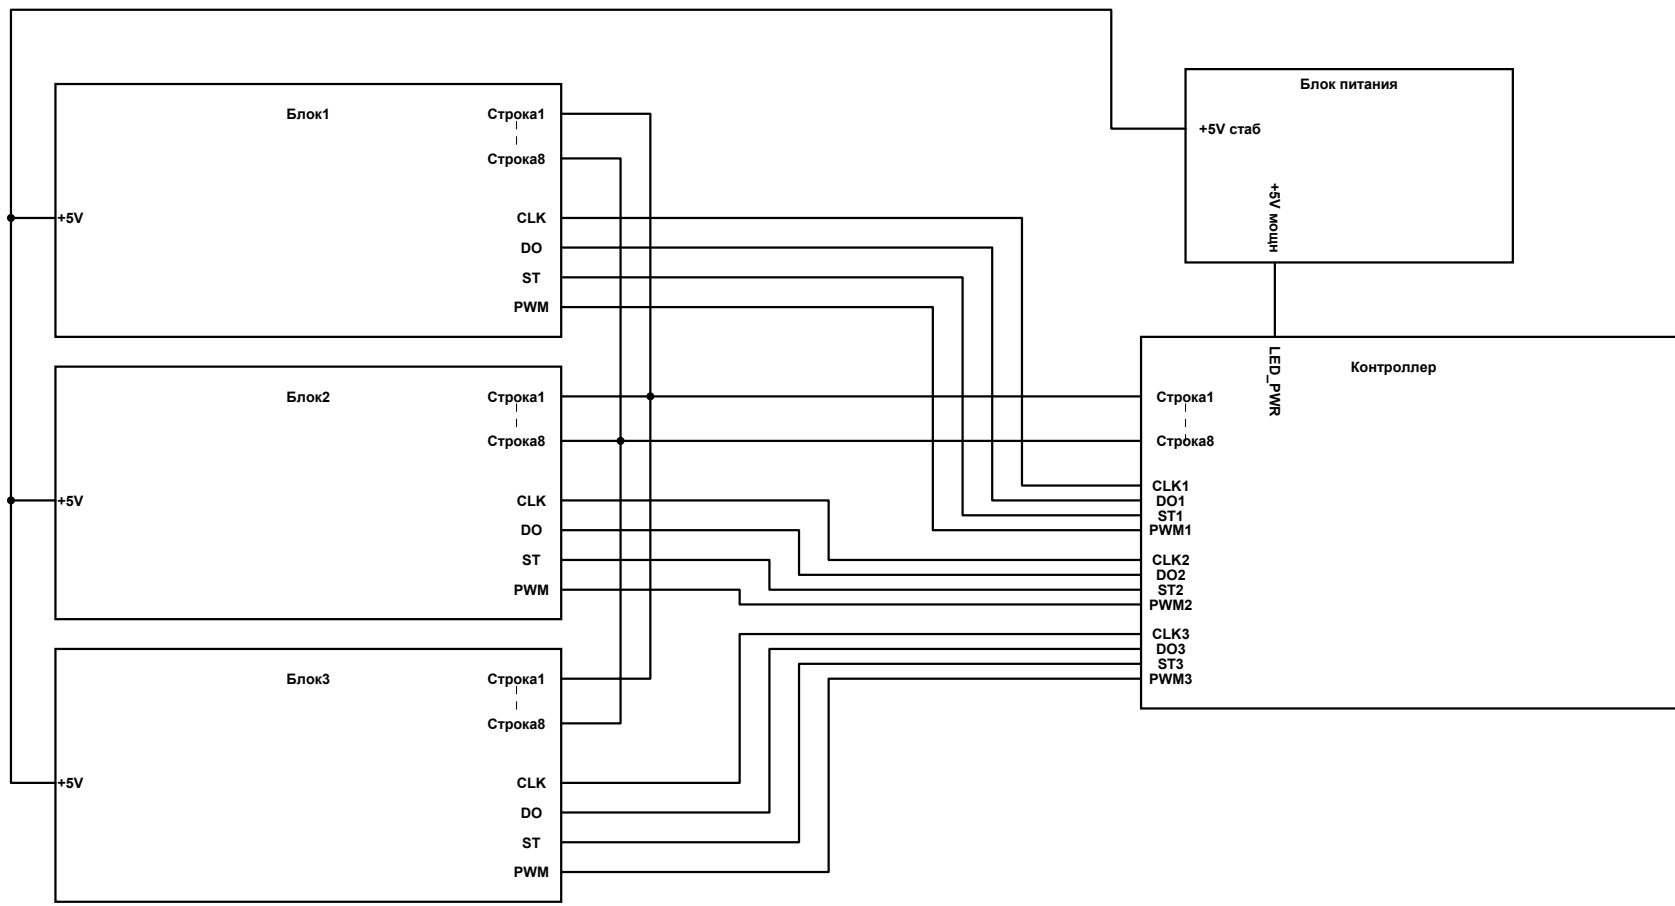 Блок питания
+5V стаб
+5V мощн
Блок1
Строка1
Строка8
+5V
CLK
DO
ST
PWM
Блок2
Строка1
Строка8
+5V
CLK
DO
ST
PWM
Блок3
Строка1
Строка8
+5V
CLK
DO
ST
PWM
Контроллер
LED_PWR
Строка1
Строка8
CLK1
DO1
ST1
PWM1
CLK2
DO2
ST2
PWM2
CLK3
DO3
ST3
PWM3